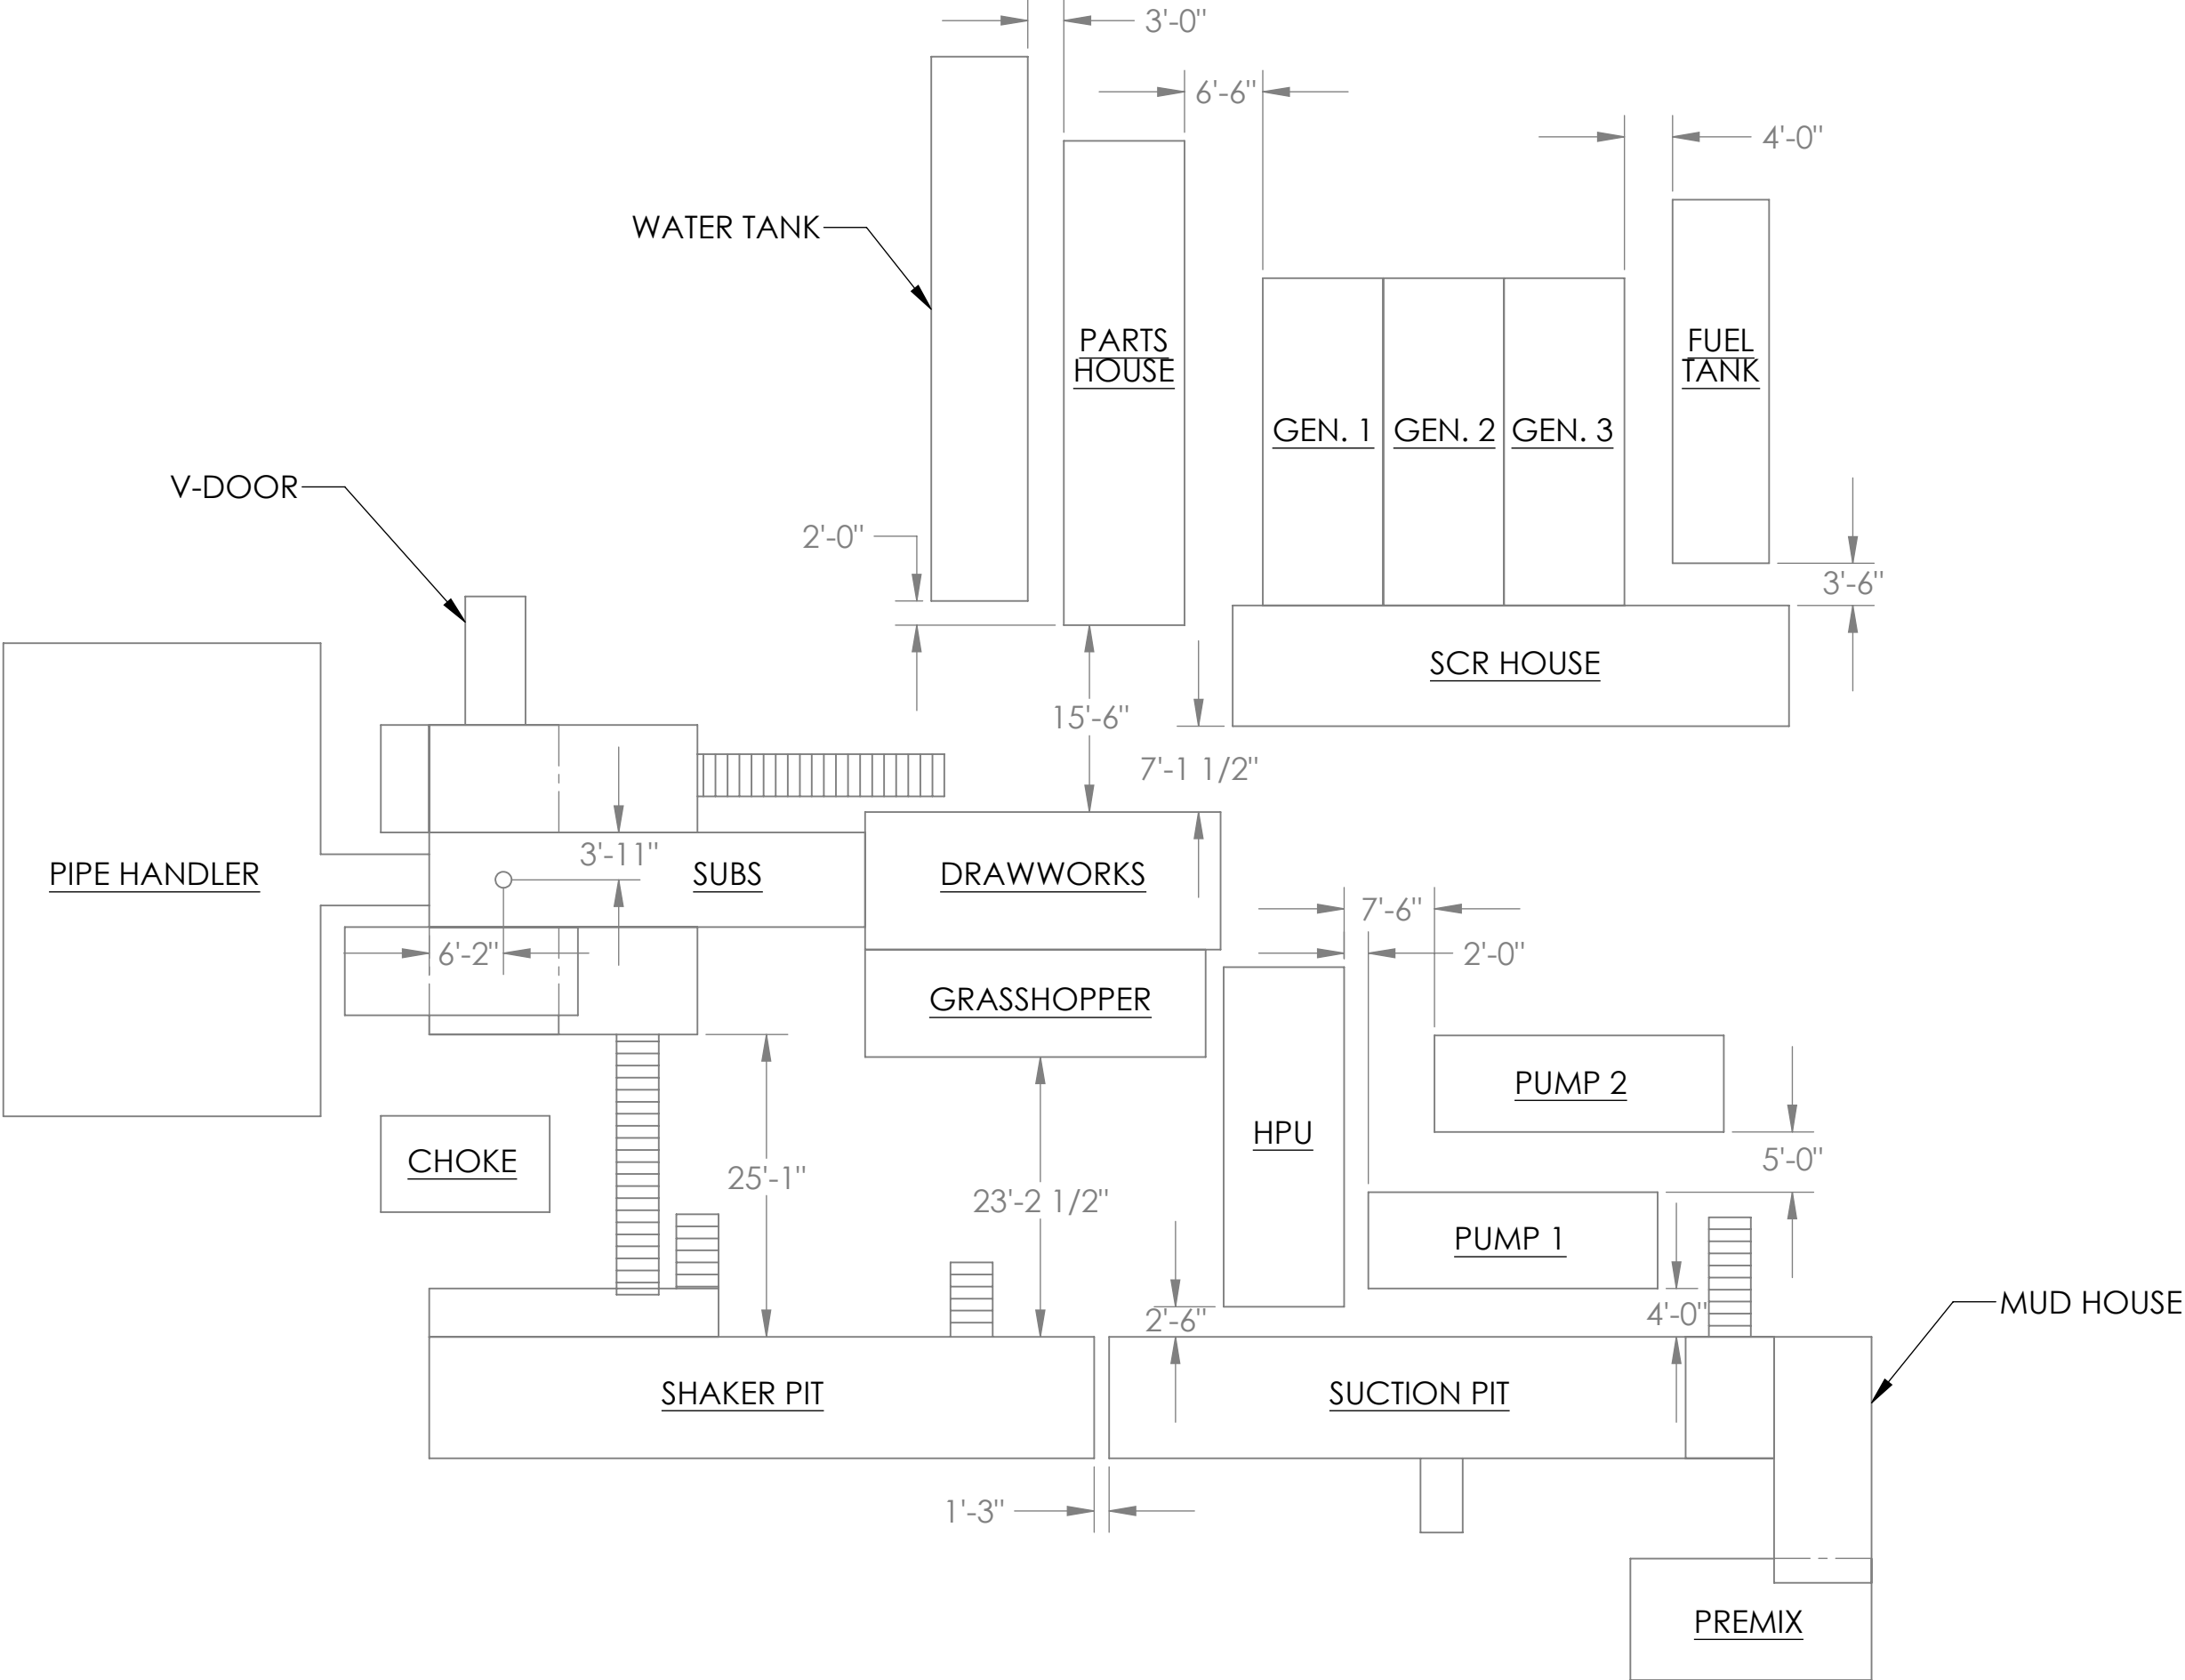 3'-0"
6'-6"
4'-0"
WATER TANK
PARTS
HOUSE
FUEL
TANK
GEN. 1
GEN. 2
GEN. 3
V-DOOR
2'-0"
3'-6"
SCR HOUSE
15'-6"
7'-1 1/2"
3'-11"
PIPE HANDLER
SUBS
DRAWWORKS
7'-6"
6'-2"
2'-0"
GRASSHOPPER
PUMP 2
HPU
CHOKE
5'-0"
25'-1"
23'-2 1/2"
PUMP 1
MUD HOUSE
2'-6"
4'-0"
SHAKER PIT
SUCTION PIT
1'-3"
PREMIX